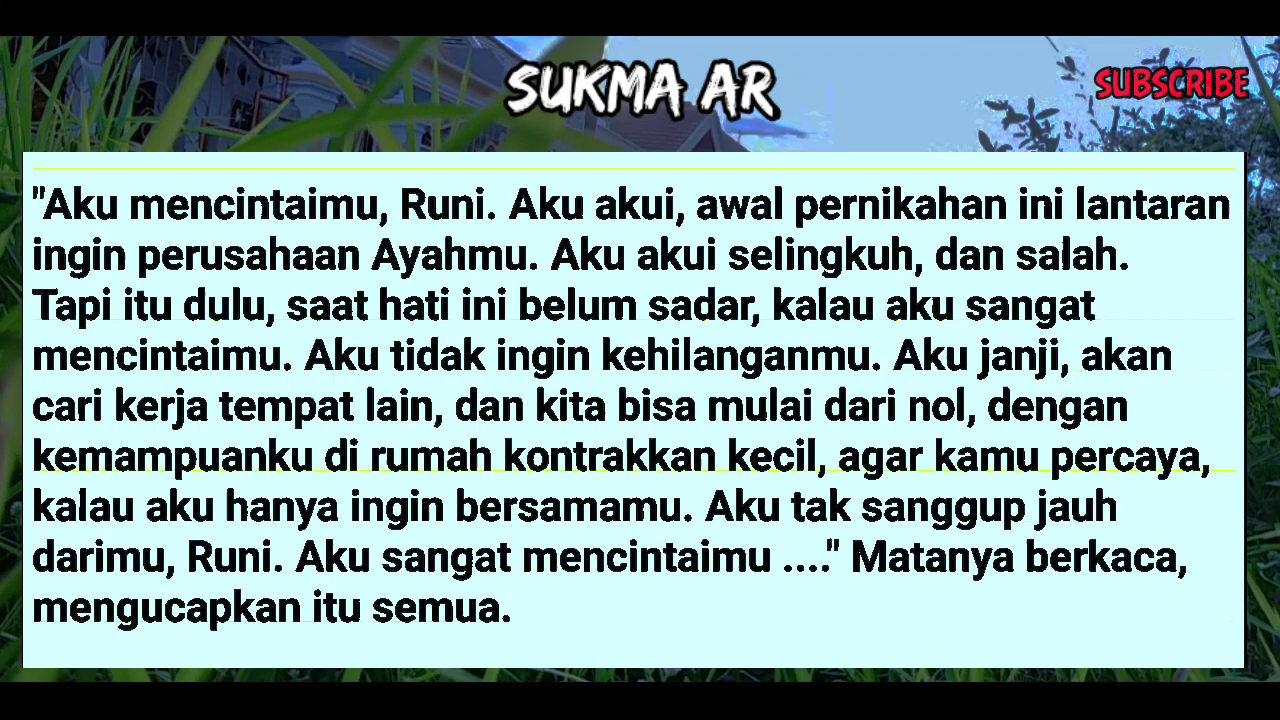 SUKMA AR
SUBSCRIBE
"Aku mencintaimu, Runi. Aku akui, awal pernikahan ini lantaran
ingin perusahaan Ayahmu. Aku akui selingkuh, dan salah.
Tapi itu dulu, saat hati ini belum sadar, kalau aku sangat
mencintaimu. Aku tidak ingin kehilanganmu. Aku janji, akan
cari kerja tempat lain, dan kita bisa mulai dari nol, dengan
kemampuanku di rumah kontrakkan kecil, agar kamu percaya,
kalau aku hanya ingin bersamamu. Aku tak sanggup jauh
darimu, Runi. Aku sangat mencintaimu ...." Matanya berkaca,
mengucapkan itu semua.